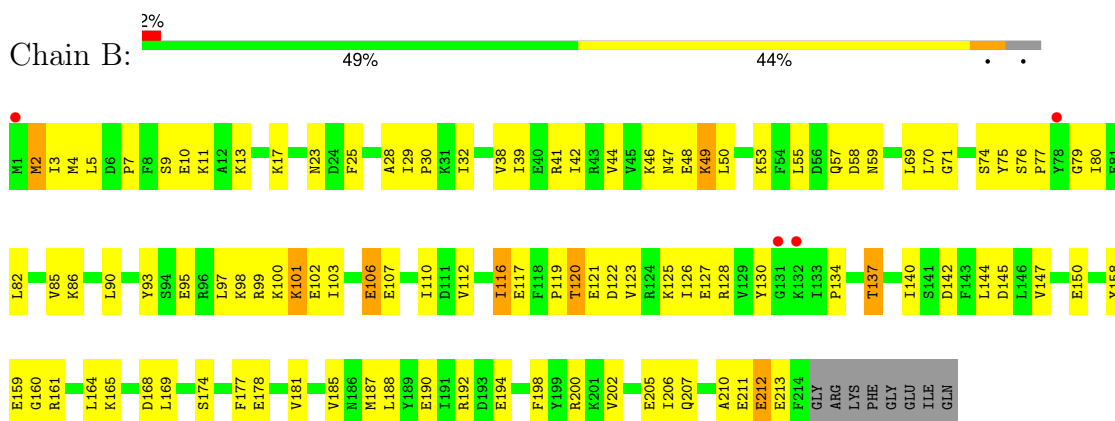 2%
Chain B:
49% 44% • •
M1 M2 I3 M4 L5 D6 P7 F8 S9 E10 K11 A12 K13 K17 N23 D24 F25 A28 I29 P30 K31 I32 V38 I39 E40 R41 I42 R43 V44 V45 K46 N47 E48 K49 L50 K53 F54 L55 D56 Q57 D58 N59 L69 L70 G71 S74 Y75 S76 P77 Y78 G79 I80 E81
L82 V85 K86 L90 Y93 S94 E95 R96 L97 K98 R99 K100 K101 E102 I103 E106 E107 I110 D111 V112 I116 E117 F118 P119 T120 E121 D122 V123 R124 K125 I126 E127 R128 V129 Y130 G131 K132 I133 P134 T137 I140 S141 D142 F143 L144 D145 L146 V147 E150 Y158
E159 G160 R161 L164 K165 D168 L169 S174 F177 E178 V181 V185 N186 M187 L188 Y189 E190 I191 R192 D193 E194 F198 Y199 R200 K201 V202 E205 I206 Q207 A210 E211 E212 E213 F214 GLY ARG LYS PHE GLY GLU ILE GLN